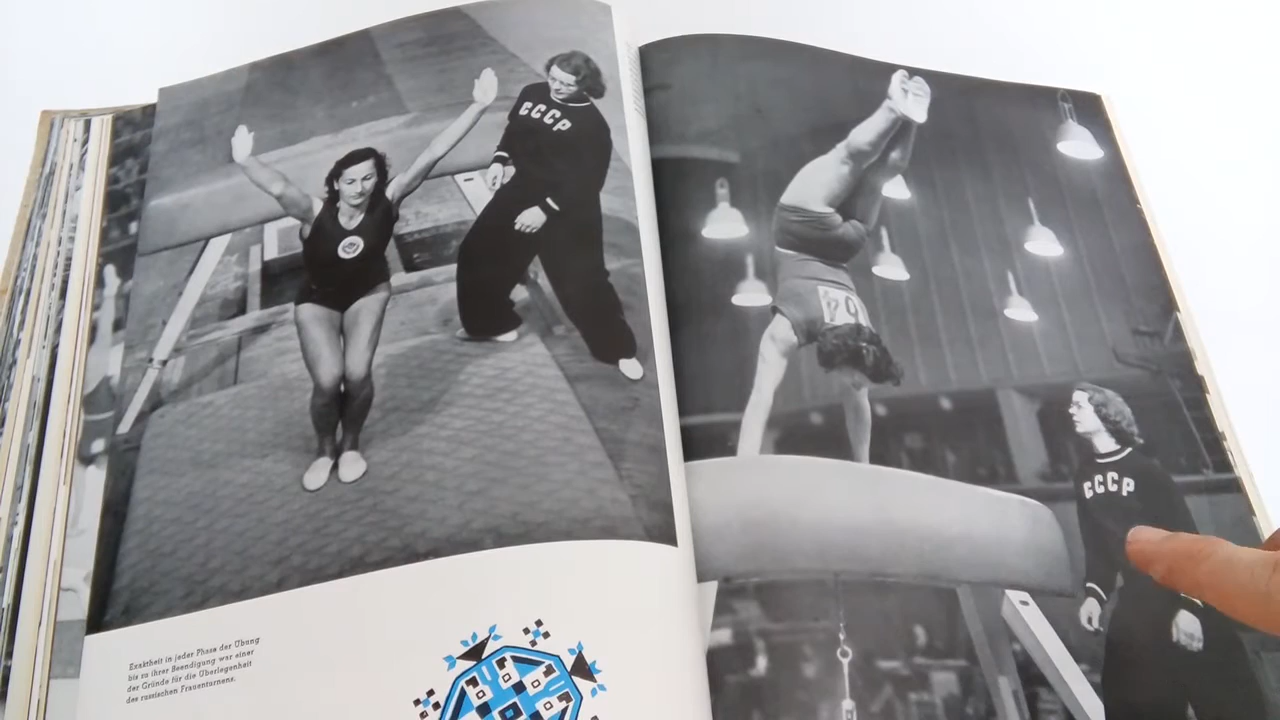 CCCP
CCCP
Exaktheit in jeder Phase der Übung
bis zu ihrer Beendigung war einer
der Gründe für die Überlegenheit
des russischen Frauenturnens.